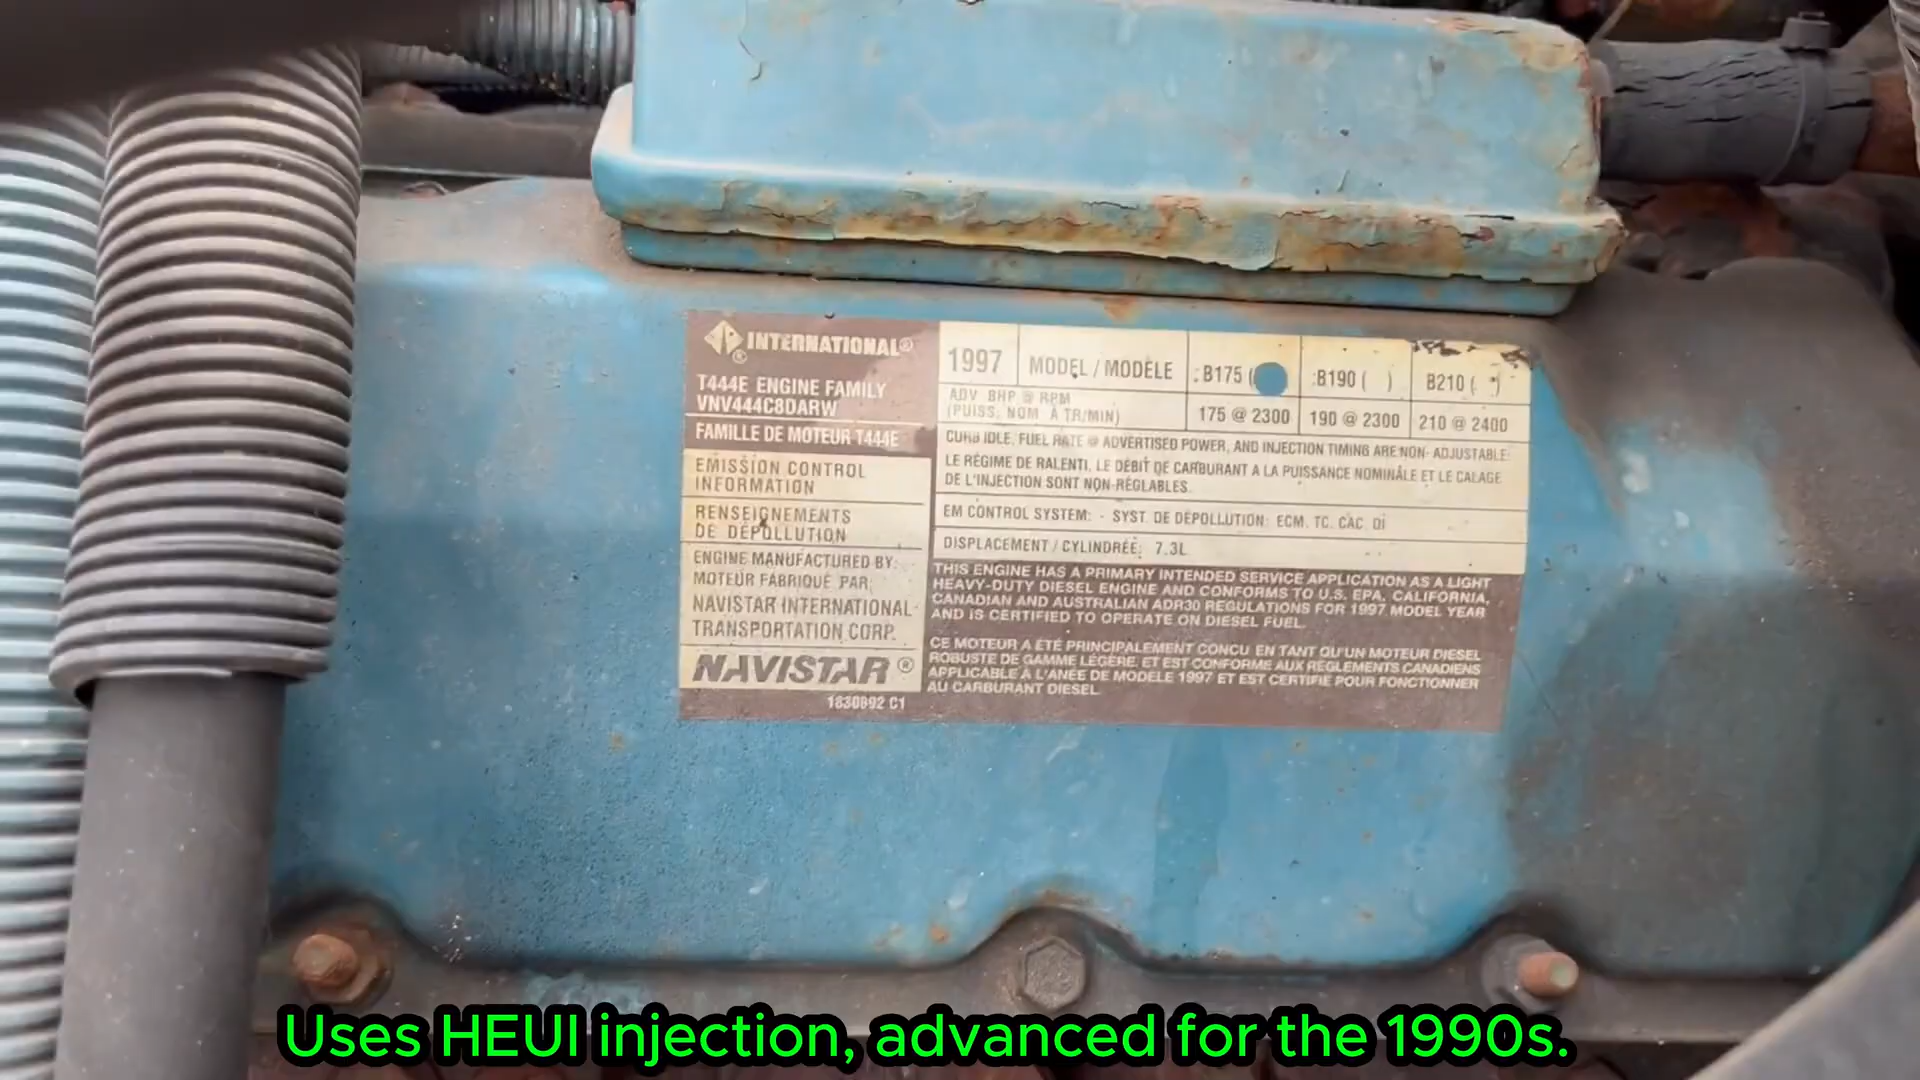 INTERNATIONAL®
®
T444E ENGINE FAMILY
VNV444C8DARW
FAMILLE DE MOTEUR T444E
EMISSION CONTROL
INFORMATION
RENSEIGNEMENTS
DE DÉPOLLUTION
ENGINE MANUFACTURED BY:
MOTEUR FABRIQUÉ PAR:
NAVISTAR INTERNATIONAL
TRANSPORTATION CORP.
NAVISTAR®
1830892 C1
1997 MODEL / MODÈLE B175 ( B190 ( ) B210 ( )
ADV. BHP @ RPM
(PUISS. NOM. À TR/MIN) 175 @ 2300 190 @ 2300 210 @ 2400
CURB IDLE, FUEL RATE @ ADVERTISED POWER, AND INJECTION TIMING ARE NON-ADJUSTABLE.
LE RÉGIME DE RALENTI, LE DÉBIT DE CARBURANT A LA PUISSANCE NOMINALE ET LE CALAGE
DE L'INJECTION SONT NON-RÉGLABLES.
EM CONTROL SYSTEM: - SYST. DE DÉPOLLUTION: ECM, TC, CAC, DI
DISPLACEMENT / CYLINDRÉE: 7.3L
THIS ENGINE HAS A PRIMARY INTENDED SERVICE APPLICATION AS A LIGHT
HEAVY-DUTY DIESEL ENGINE AND CONFORMS TO U.S. EPA, CALIFORNIA,
CANADIAN AND AUSTRALIAN ADR30 REGULATIONS FOR 1997 MODEL YEAR
AND IS CERTIFIED TO OPERATE ON DIESEL FUEL.
CE MOTEUR A ÉTÉ PRINCIPALEMENT CONCU EN TANT QU'UN MOTEUR DIESEL
ROBUSTE DE GAMME LÉGÈRE, ET EST CONFORME AUX RÈGLEMENTS CANADIENS
APPLICABLE À L'ANÉE DE MODÈLE 1997 ET EST CERTIFIÉ POUR FONCTIONNER
AU CARBURANT DIESEL.
Uses HEUI injection, advanced for the 1990s.